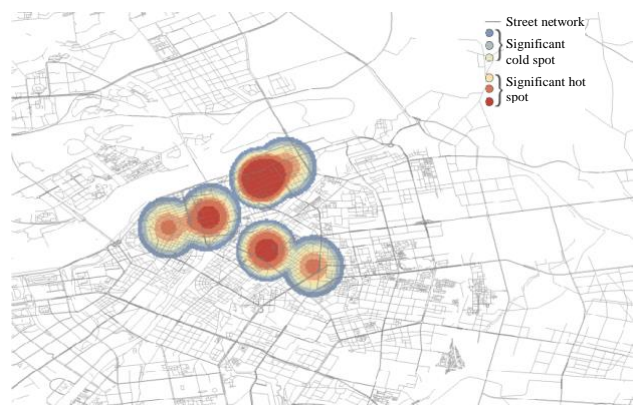 Street network
Significant
cold spot
Significant hot
spot